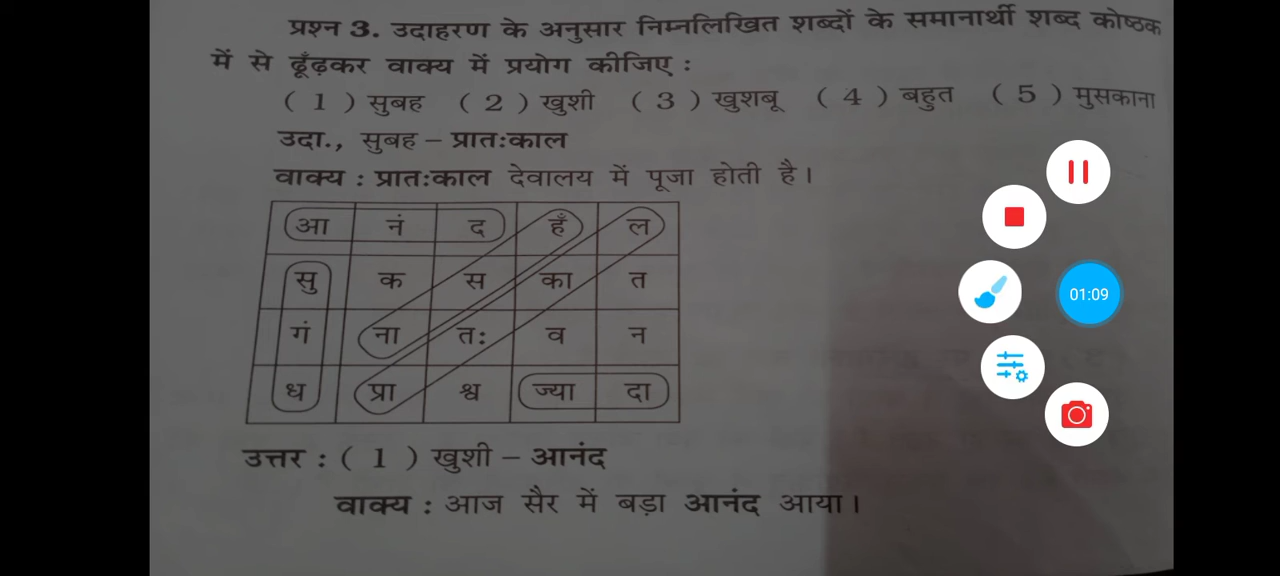 प्रश्न 3. उदाहरण के अनुसार निम्नलिखित शब्दों के समानार्थी शब्द कोष्ठक
में से ढूँढ़कर वाक्य में प्रयोग कीजिए :
( 1 ) सुबह ( 2 ) खुशी ( 3 ) खुशबू ( 4 ) बहुत ( 5 ) मुसकाना
उदा., सुबह – प्रातःकाल
वाक्य : प्रातःकाल देवालय में पूजा होती है।
आ नं द हँ ल
सु क स का त
गं ना तः व न
ध प्रा श्व ज्या दा
उत्तर : ( 1 ) खुशी – आनंद
वाक्य : आज सैर में बड़ा आनंद आया।
01:09